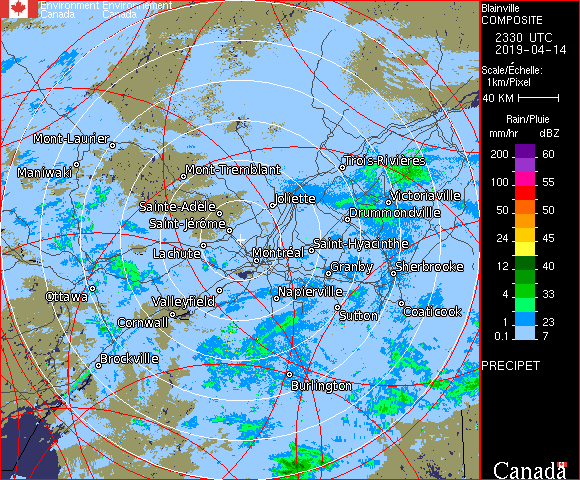 Environment Environnement
Canada Canada
Blainville
COMPOSITE
2330 UTC
2019-04-14
Scale/Échelle:
1km/Pixel
40 KM
Rain/Pluie
mm/hr dBZ
200 60
100 55
50 50
24 45
12 40
4 33
1 23
0.1 7
PRECIPET
Canada
Mont-Laurier
Maniwaki
Mont-Tremblant
Trois-Rivières
Joliette
Victoriaville
Sainte-Adèle
Drummondville
Saint-Jérôme
Lachute
Montréal
Saint-Hyacinthe
Granby
Sherbrooke
Ottawa
Valleyfield
Napierville
Cornwall
Sutton
Coaticook
Brockville
Burlington